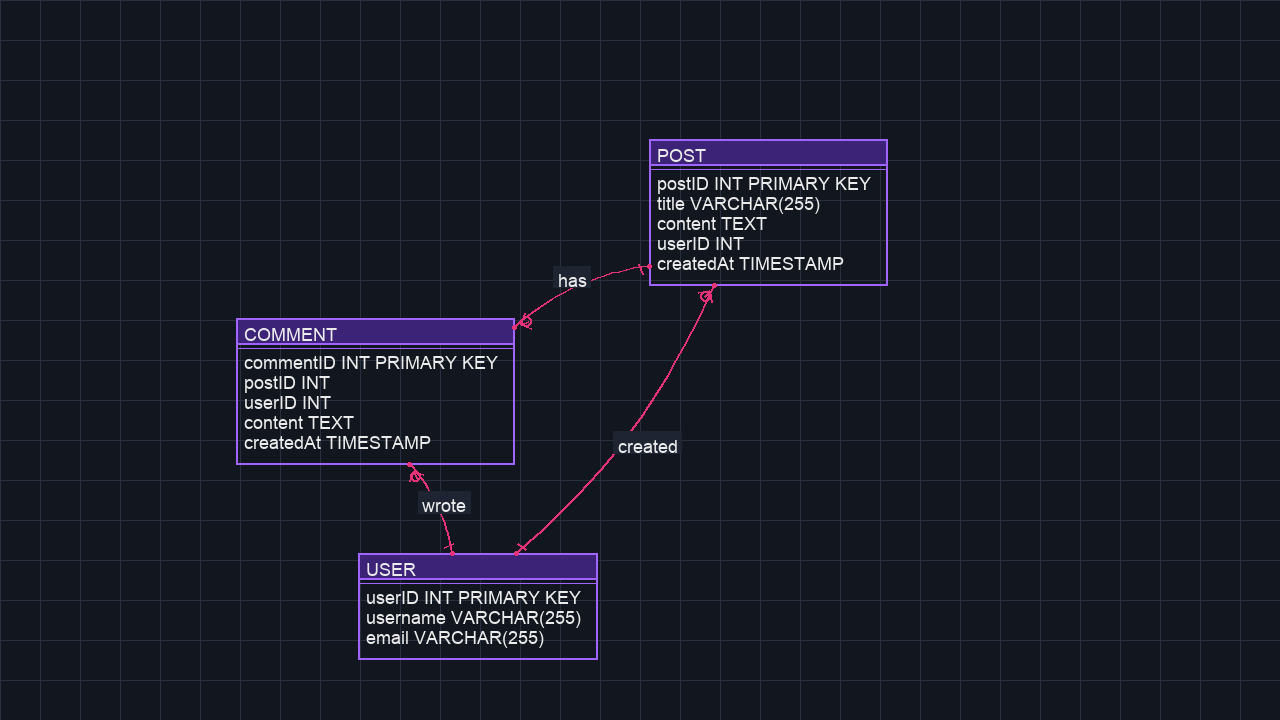 POST
postID INT PRIMARY KEY
title VARCHAR(255)
content TEXT
userID INT
createdAt TIMESTAMP
has
COMMENT
commentID INT PRIMARY KEY
postID INT
userID INT
content TEXT
createdAt TIMESTAMP
created
wrote
USER
userID INT PRIMARY KEY
username VARCHAR(255)
email VARCHAR(255)